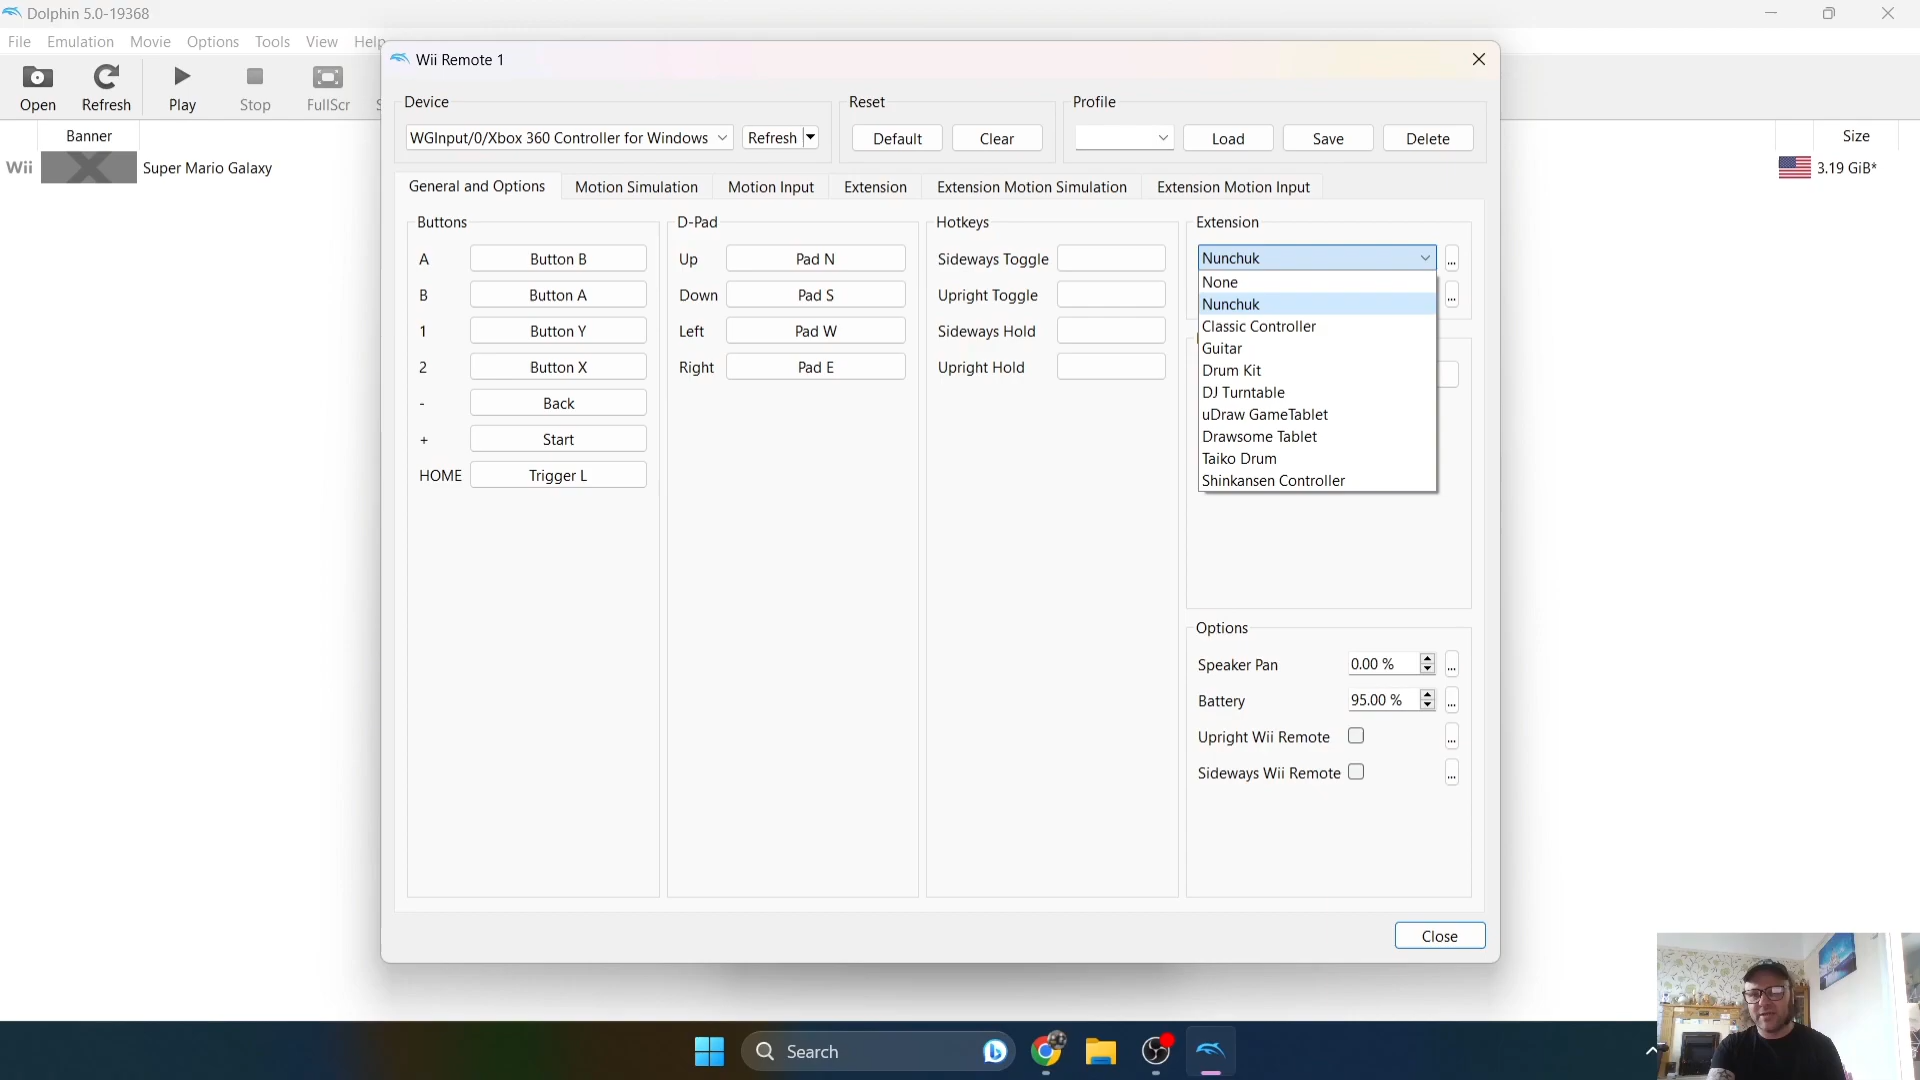 Dolphin 5.0-19368
File Emulation Movie Options Tools View Help
Open Refresh Play Stop FullScr
Banner Size
Wii Super Mario Galaxy 3.19 GiB*
Wii Remote 1
Device Reset Profile
WGInput/0/Xbox 360 Controller for Windows Refresh Default Clear Load Save Delete
General and Options Motion Simulation Motion Input Extension Extension Motion Simulation Extension Motion Input
Buttons D-Pad Hotkeys Extension
A Button B Up Pad N Sideways Toggle Nunchuk ...
None
B Button A Down Pad S Upright Toggle Nunchuk ...
Classic Controller
1 Button Y Left Pad W Sideways Hold
Guitar
2 Button X Right Pad E Upright Hold Drum Kit
DJ Turntable
- Back
uDraw GameTablet
+ Start Drawsome Tablet
Taiko Drum
HOME Trigger L Shinkansen Controller
Options
Speaker Pan 0.00 % ...
Battery 95.00 % ...
Upright Wii Remote ...
Sideways Wii Remote ...
Close
Search